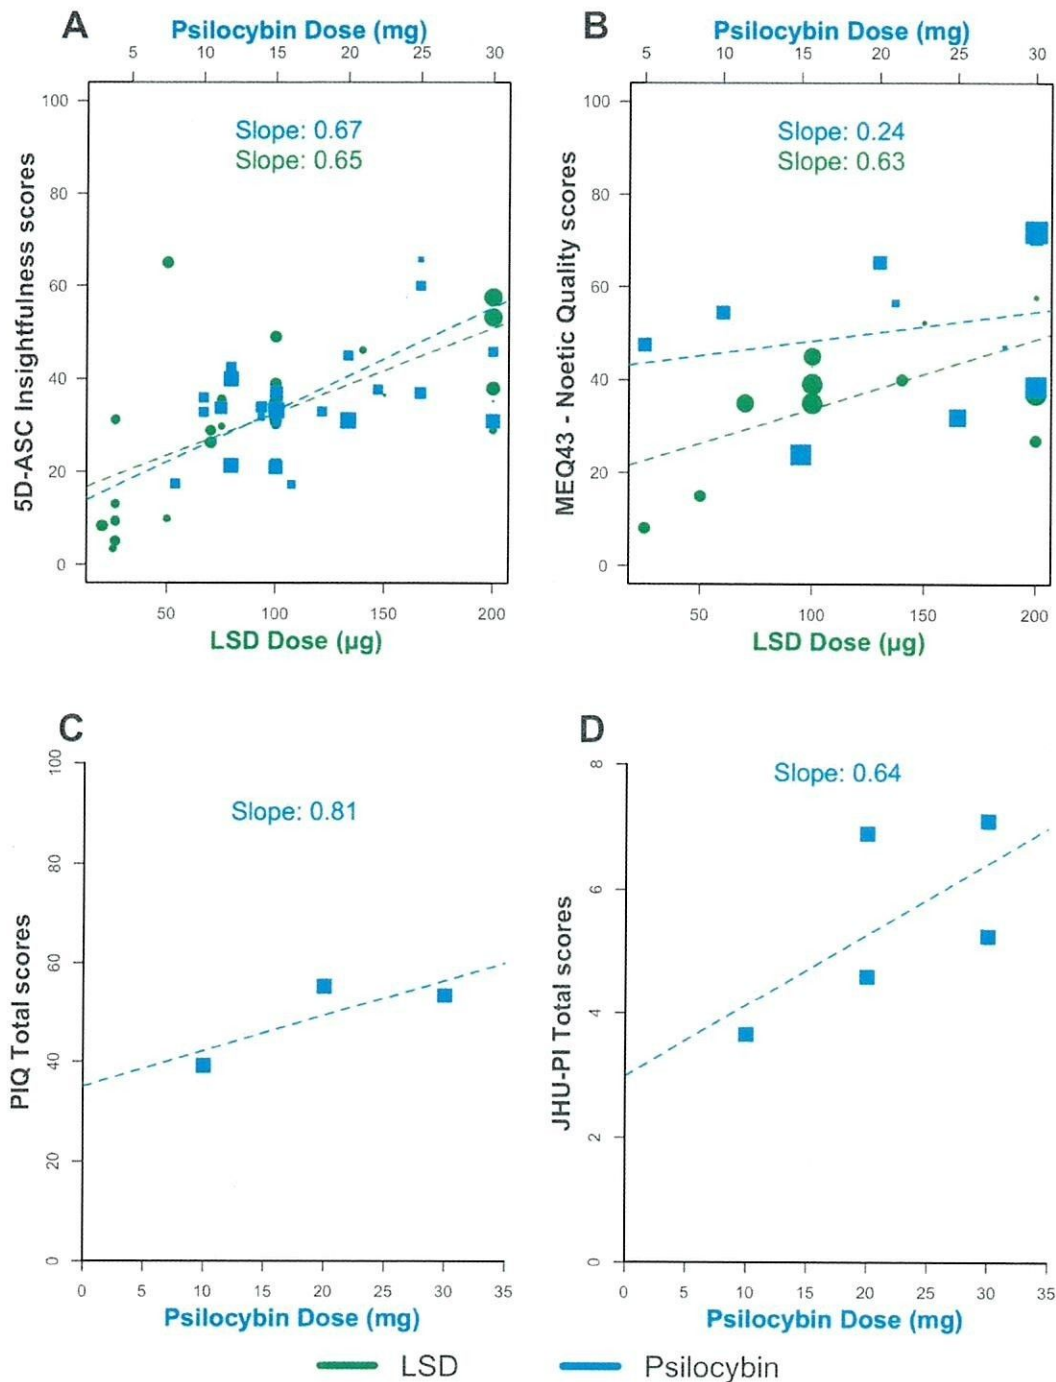 A
Psilocybin Dose (mg)
5 10 15 20 25 30
5D-ASC Insightfulness scores
100
80
60
40
20
0
Slope: 0.67
Slope: 0.65
50 100 150 200
LSD Dose (µg)
B
Psilocybin Dose (mg)
5 10 15 20 25 30
MEQ43 - Noetic Quality scores
100
80
60
40
20
0
Slope: 0.24
Slope: 0.63
50 100 150 200
LSD Dose (µg)
C
PIQ Total scores
100
80
60
40
20
0
Slope: 0.81
0 5 10 15 20 25 30 35
Psilocybin Dose (mg)
D
JHU-PI Total scores
8
6
4
2
0
Slope: 0.64
0 5 10 15 20 25 30 35
Psilocybin Dose (mg)
LSD Psilocybin